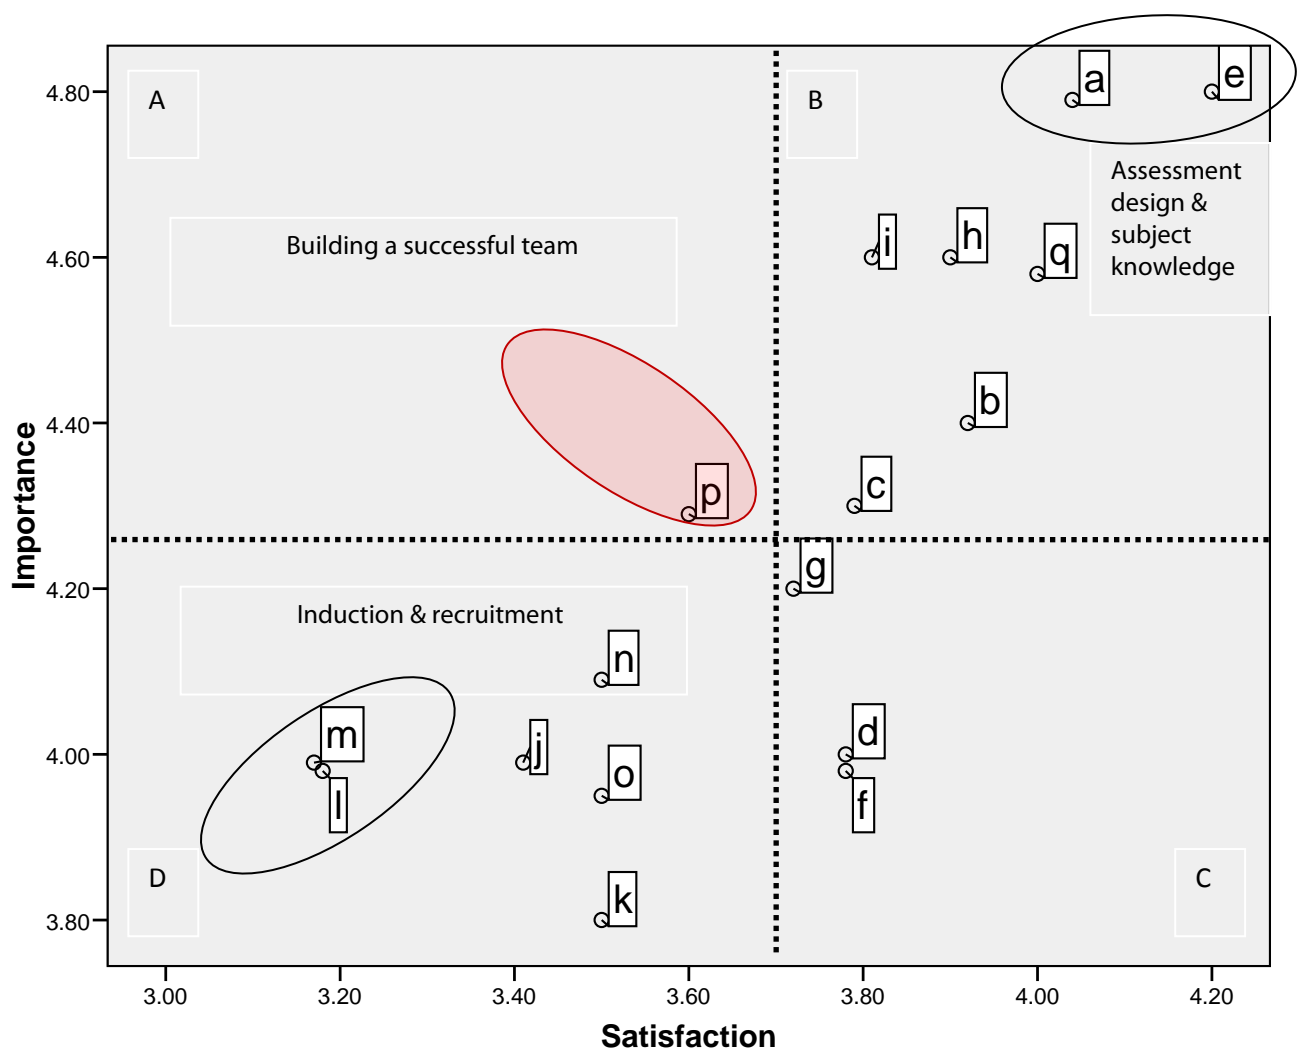 A
B
a
e
4.80
Assessment
design &
subject
knowledge
Building a successful team
i
h
q
4.60
b
4.40
c
p
Importance
g
4.20
Induction & recruitment
n
m
j
d
4.00
o
l
f
D
C
k
3.80
3.00
3.20
3.40
3.60
3.80
4.00
4.20
Satisfaction